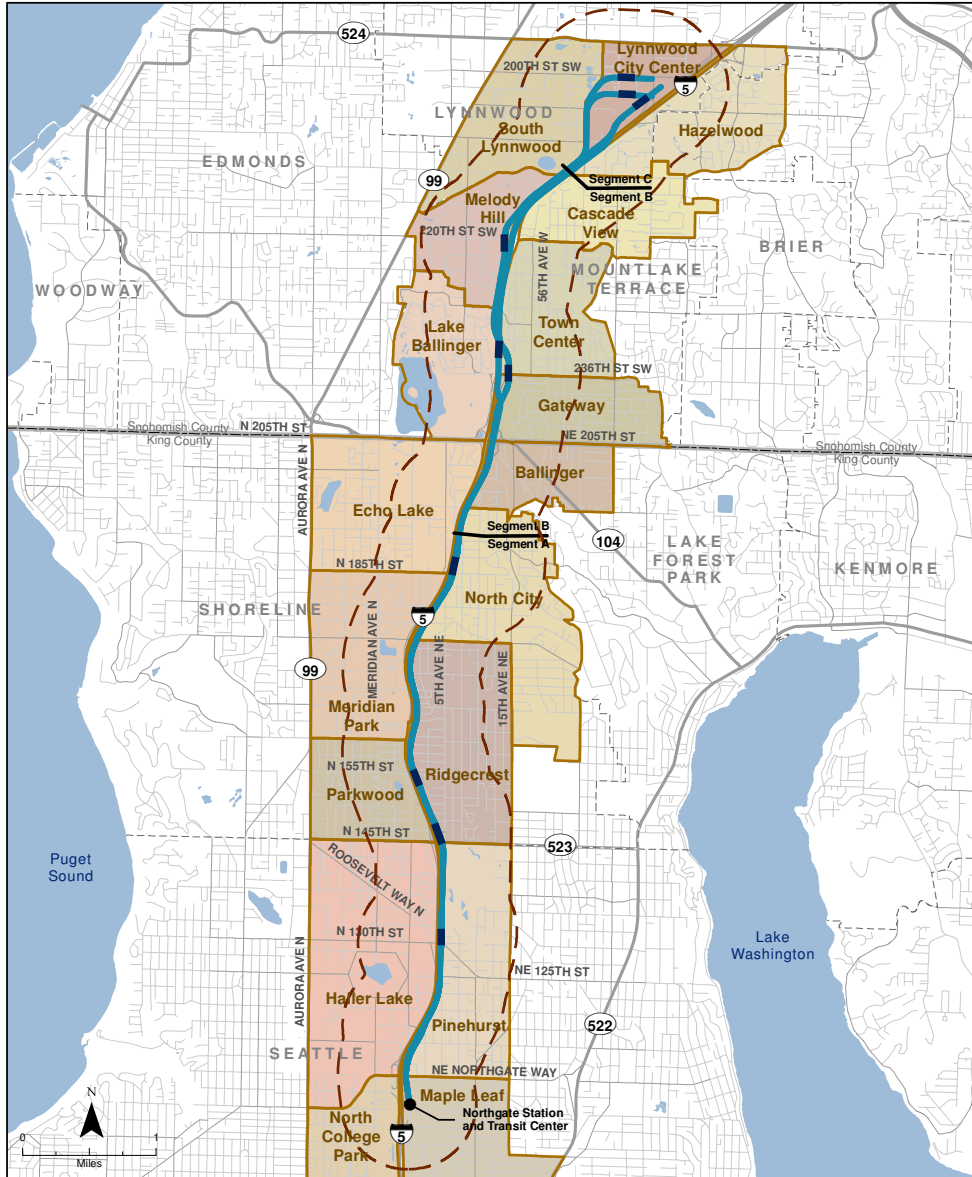 524
Lynnwood
City Center
200TH ST SW
5
LYNNWOOD
South
Lynnwood
Hazelwood
EDMONDS
99
Segment C
Segment B
Melody
Hill
Cascade
View
220TH ST SW
56TH AVE W
BRIER
MOUNTLAKE
TERRACE
WOODWAY
Lake
Ballinger
Town
Center
236TH ST SW
Gateway
Snohomish County
King County
N 205TH ST
NE 205TH ST
Snohomish County
King County
AURORA AVE N
Ballinger
Echo Lake
Segment B
Segment A
104
LAKE
FOREST
PARK
KENMORE
N 185TH ST
North City
SHORELINE
5
MERIDIAN AVE N
99
5TH AVE NE
15TH AVE NE
Meridian
Park
N 155TH ST
Ridgecrest
Parkwood
N 145TH ST
523
Puget
Sound
ROOSEVELT WAY N
N 130TH ST
AURORA AVE N
Lake
Washington
NE 125TH ST
Haller Lake
Pinehurst
522
SEATTLE
NE NORTHGATE WAY
Maple Leaf
N
Northgate Station
and Transit Center
North
College
Park
5
0
1
Miles